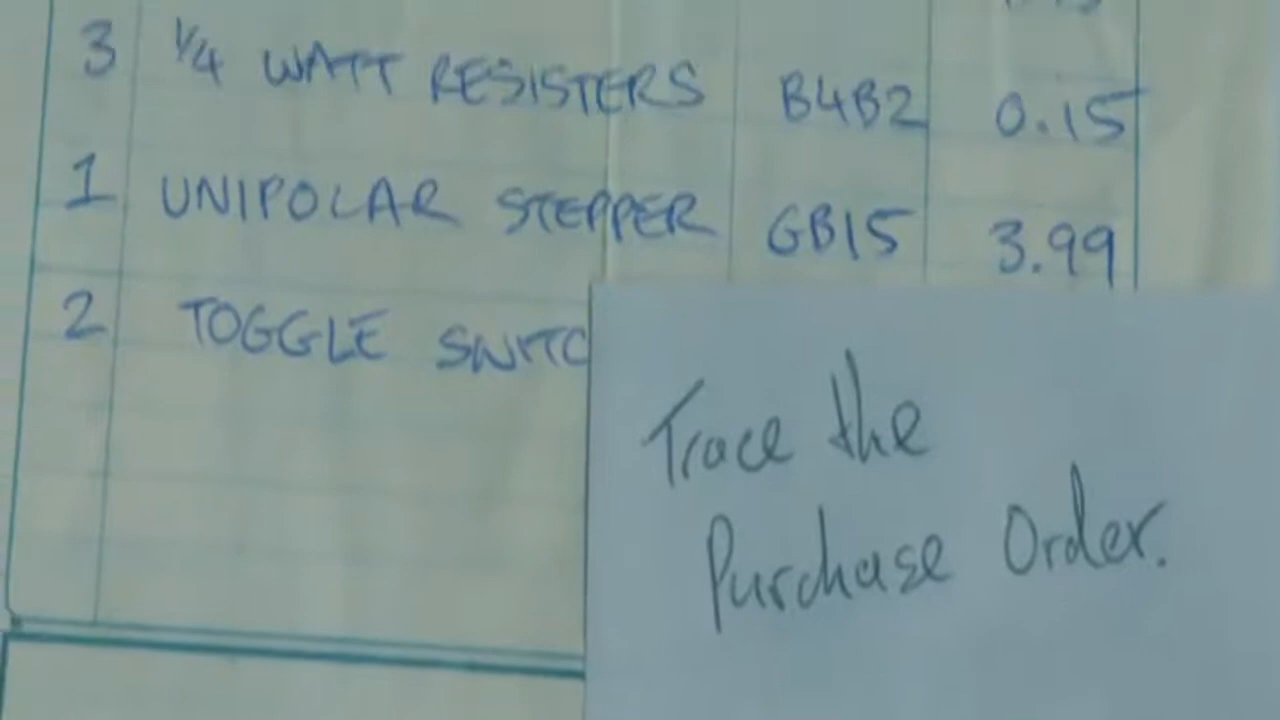 3 1/4 WATT RESISTERS B4B2 0.15
1 UNIPOLAR STEPPER GB15 3.99
2 TOGGLE SWITC
Trace the
Purchase Order.